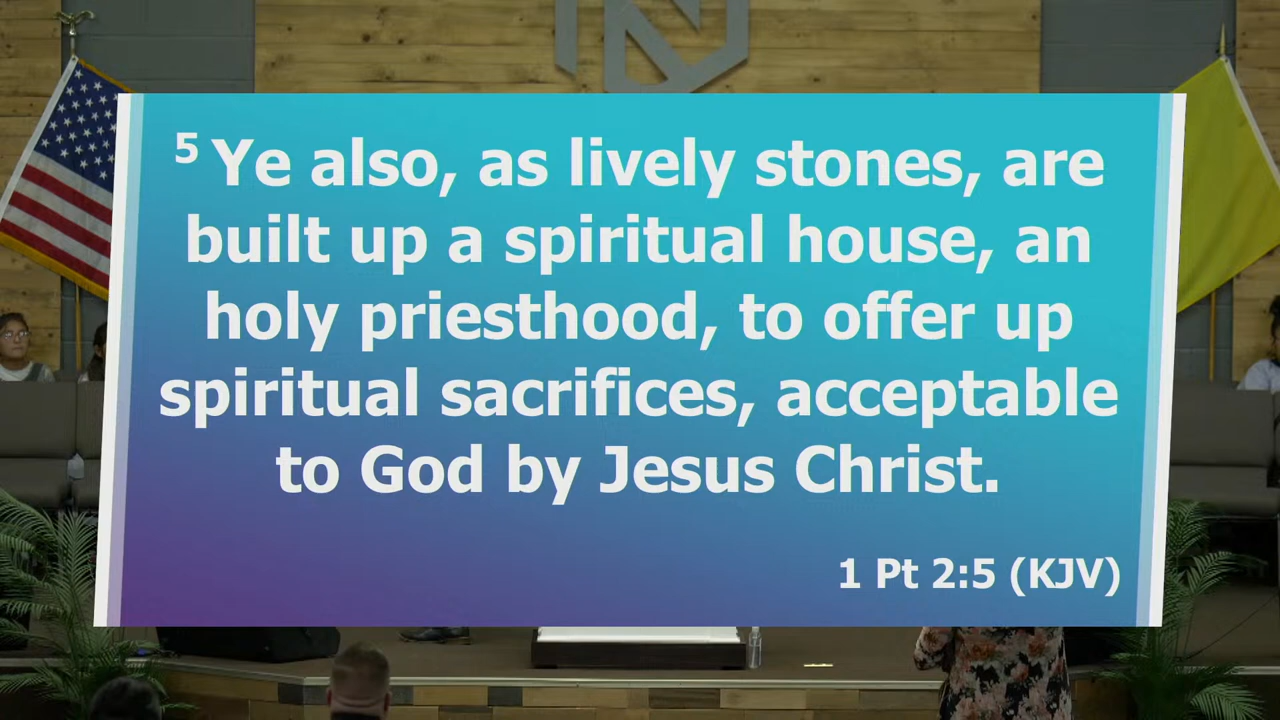 5 Ye also, as lively stones, are
built up a spiritual house, an
holy priesthood, to offer up
spiritual sacrifices, acceptable
to God by Jesus Christ.
1 Pt 2:5 (KJV)